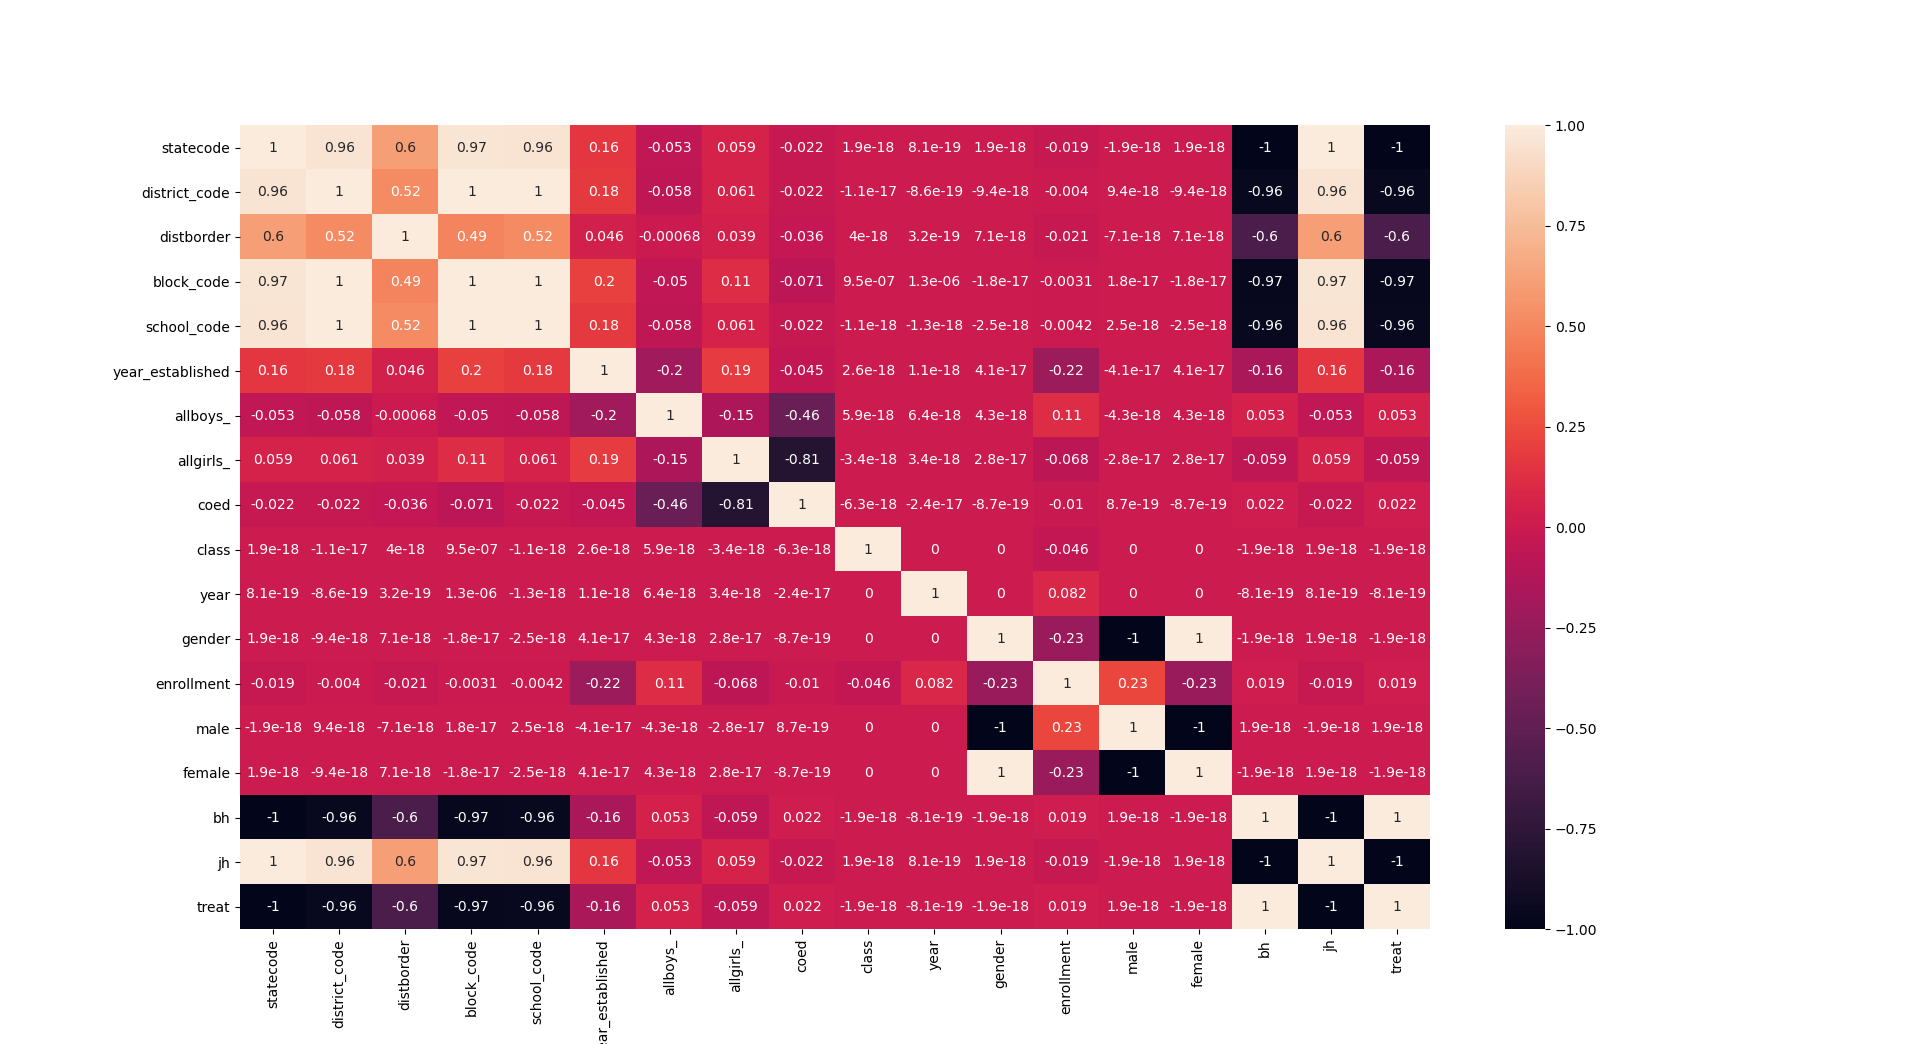 statecode 1 0.96 0.6 0.97 0.96 0.16 -0.053 0.059 -0.022 1.9e-18 8.1e-19 1.9e-18 -0.019 -1.9e-18 1.9e-18 -1 1 -1
district_code 0.96 1 0.52 1 1 0.18 -0.058 0.061 -0.022 -1.1e-17 -8.6e-19 -9.4e-18 -0.004 9.4e-18 -9.4e-18 -0.96 0.96 -0.96
distborder 0.6 0.52 1 0.49 0.52 0.046 -0.00068 0.039 -0.036 4e-18 3.2e-19 7.1e-18 -0.021 -7.1e-18 7.1e-18 -0.6 0.6 -0.6
block_code 0.97 1 0.49 1 1 0.2 -0.05 0.11 -0.071 9.5e-07 1.3e-06 -1.8e-17 -0.0031 1.8e-17 -1.8e-17 -0.97 0.97 -0.97
school_code 0.96 1 0.52 1 1 0.18 -0.058 0.061 -0.022 -1.1e-18 -1.3e-18 -2.5e-18 -0.0042 2.5e-18 -2.5e-18 -0.96 0.96 -0.96
year_established 0.16 0.18 0.046 0.2 0.18 1 -0.2 0.19 -0.045 2.6e-18 1.1e-18 4.1e-17 -0.22 -4.1e-17 4.1e-17 -0.16 0.16 -0.16
allboys_ -0.053 -0.058 -0.00068 -0.05 -0.058 -0.2 1 -0.15 -0.46 5.9e-18 6.4e-18 4.3e-18 0.11 -4.3e-18 4.3e-18 0.053 -0.053 0.053
allgirls_ 0.059 0.061 0.039 0.11 0.061 0.19 -0.15 1 -0.81 -3.4e-18 3.4e-18 2.8e-17 -0.068 -2.8e-17 2.8e-17 -0.059 0.059 -0.059
coed -0.022 -0.022 -0.036 -0.071 -0.022 -0.045 -0.46 -0.81 1 -6.3e-18 -2.4e-17 -8.7e-19 -0.01 8.7e-19 -8.7e-19 0.022 -0.022 0.022
class 1.9e-18 -1.1e-17 4e-18 9.5e-07 -1.1e-18 2.6e-18 5.9e-18 -3.4e-18 -6.3e-18 1 0 0 -0.046 0 0 -1.9e-18 1.9e-18 -1.9e-18
year 8.1e-19 -8.6e-19 3.2e-19 1.3e-06 -1.3e-18 1.1e-18 6.4e-18 3.4e-18 -2.4e-17 0 1 0 0.082 0 0 -8.1e-19 8.1e-19 -8.1e-19
gender 1.9e-18 -9.4e-18 7.1e-18 -1.8e-17 -2.5e-18 4.1e-17 4.3e-18 2.8e-17 -8.7e-19 0 0 1 -0.23 -1 1 -1.9e-18 1.9e-18 -1.9e-18
enrollment -0.019 -0.004 -0.021 -0.0031 -0.0042 -0.22 0.11 -0.068 -0.01 -0.046 0.082 -0.23 1 0.23 -0.23 0.019 -0.019 0.019
male -1.9e-18 9.4e-18 -7.1e-18 1.8e-17 2.5e-18 -4.1e-17 -4.3e-18 -2.8e-17 8.7e-19 0 0 -1 0.23 1 -1 1.9e-18 -1.9e-18 1.9e-18
female 1.9e-18 -9.4e-18 7.1e-18 -1.8e-17 -2.5e-18 4.1e-17 4.3e-18 2.8e-17 -8.7e-19 0 0 1 -0.23 -1 1 -1.9e-18 1.9e-18 -1.9e-18
bh -1 -0.96 -0.6 -0.97 -0.96 -0.16 0.053 -0.059 0.022 -1.9e-18 -8.1e-19 -1.9e-18 0.019 1.9e-18 -1.9e-18 1 -1 1
jh 1 0.96 0.6 0.97 0.96 0.16 -0.053 0.059 -0.022 1.9e-18 8.1e-19 1.9e-18 -0.019 -1.9e-18 1.9e-18 -1 1 -1
treat -1 -0.96 -0.6 -0.97 -0.96 -0.16 0.053 -0.059 0.022 -1.9e-18 -8.1e-19 -1.9e-18 0.019 1.9e-18 -1.9e-18 1 -1 1
statecode
district_code
distborder
block_code
school_code
ear_established
allboys_
allgirls_
coed
class
year
gender
enrollment
male
female
bh
jh
treat
1.00
0.75
0.50
0.25
0.00
−0.25
−0.50
−0.75
−1.00